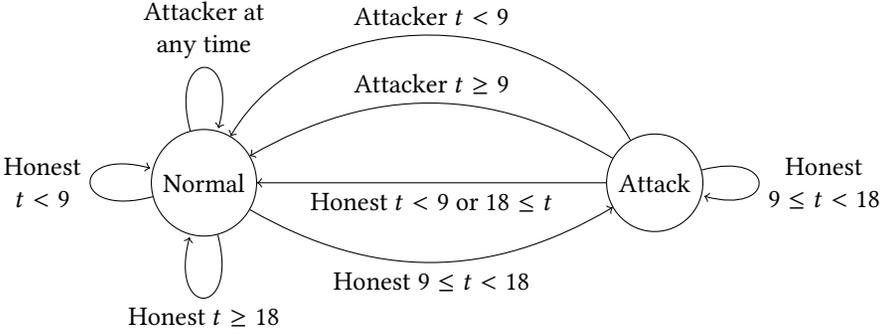 Attacker at
any time
Attacker t < 9
Attacker t ≥ 9
Honest
t < 9
Normal
Attack
Honest
9 ≤ t < 18
Honest t < 9 or 18 ≤ t
Honest 9 ≤ t < 18
Honest t ≥ 18